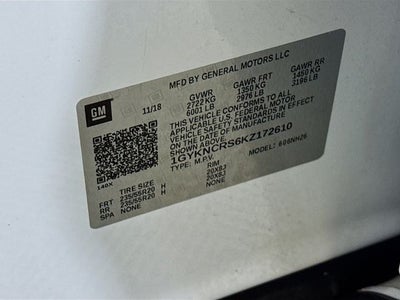 GM
MFD BY GENERAL MOTORS LLC
11/18 GVWR GAWR FRT GAWR RR
2722 KG 1350 KG 1450 KG
6001 LB 2976 LB 3196 LB
THIS VEHICLE CONFORMS TO ALL
APPLICABLE U.S. FEDERAL MOTOR
VEHICLE SAFETY STANDARDS IN
EFFECT ON THE DATE OF MANUFACTURE
SHOWN ABOVE.
1GYKNCRS6KZ172610
TYPE: M.P.V. MODEL: 6NH26
140X
TIRE SIZE RIM
FRT 235/55R20 H 20X8J
RR 235/55R20 H 20X8J
SPA NONE NONE